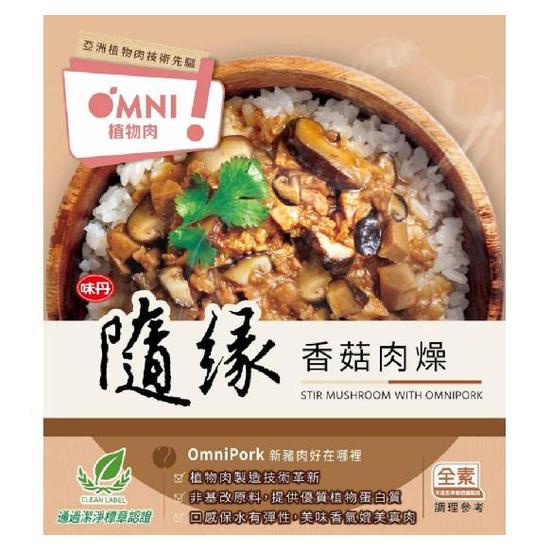 亞洲植物肉技術先驅
OMNI!
植物肉
味丹
隨緣
香菇肉燥
STIR MUSHROOM WITH OMNIPORK
OmniPork 新豬肉好在哪裡
植物肉製造技術革新
非基改原料,提供優質植物蛋白質
口感保水有彈性,美味香氣媲美真肉
CLEAN LABEL
通過潔淨標章認證
全素
調理參考